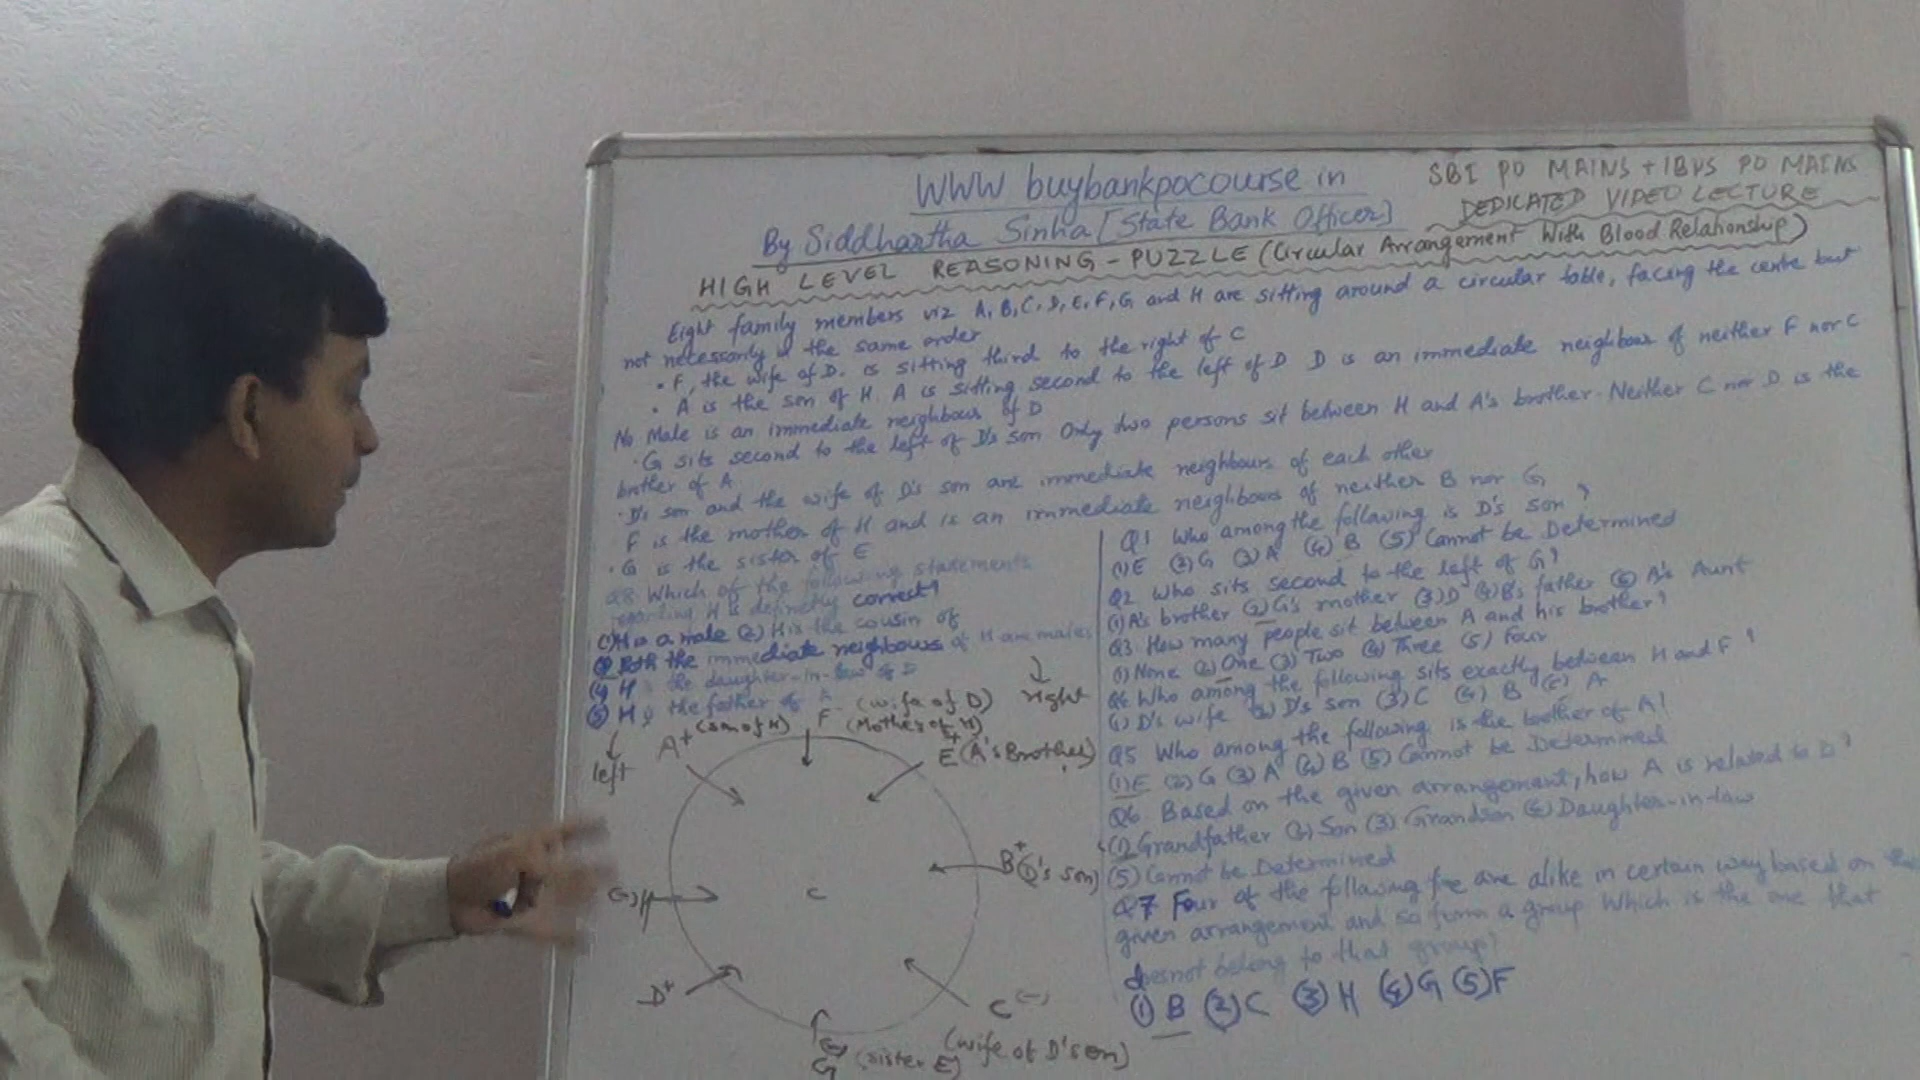 WWW buybankpocourse in
SBI PO MAINS + IBPS PO MAINS
DEDICATED VIDEO LECTURE
By Siddhartha Sinha [State Bank Officer]
HIGH LEVEL REASONING - PUZZLE (Circular Arrangement With Blood Relationship)
Eight family members viz A, B, C, D, E, F, G and H are sitting around a circular table, facing the centre but
not necessarily in the same order
• F, the wife of D. is sitting third to the right of C
• A is the son of H. A is sitting second to the left of D D is an immediate neighbour of neither F nor C
No Male is an immediate neighbour of D
• G sits second to the left of D's son Only two persons sit between H and A's brother. Neither C nor D is the
brother of A
• D's son and the wife of D's son are immediate neighbours of each other
F is the mother of H and is an immediate neighbour of neither B nor G
• G is the sister of E
Q8 Which of the following statements
regarding H is definitely correct?
(1) H is a male (2) H is the cousin of
(3) Both the immediate neighbours of H are males
(4) H is the daughter-in-law of D
(5) H is the father of
Q1 Who among the following is D's son?
(1) E (2) G (3) A (4) B (5) Cannot be Determined
Q2 Who sits second to the left of G?
(1) A's brother (2) G's mother (3) D (4) B's father (5) A's Aunt
Q3 How many people sit between A and his brother?
(1) None (2) One (3) Two (4) Three (5) Four
Who among the following sits exactly between H and F?
(1) D's wife (2) D's son (3) C (4) B (5) A
Q5 Who among the following is the brother of A?
(1) E (2) G (3) A (4) B (5) Cannot be Determined
Q6 Based on the given arrangement, how A is related to D?
(1) Grandfather (2) Son (3) Grandson (4) Daughter-in-law
(5) Cannot be Determined
Q7 Four of the following five are alike in certain way based on the
given arrangement and so form a group Which is the one that
doesnot belong to that group?
(1) B (2) C (3) H (4) G (5) F
left
right
A+ (son of H)
F (wife of D)
(Mother of H)
E+ (A's Brother)
B+ (D's son)
C (-)
(wife of D's son)
G (-) (sister E)
D+
(-) H
C